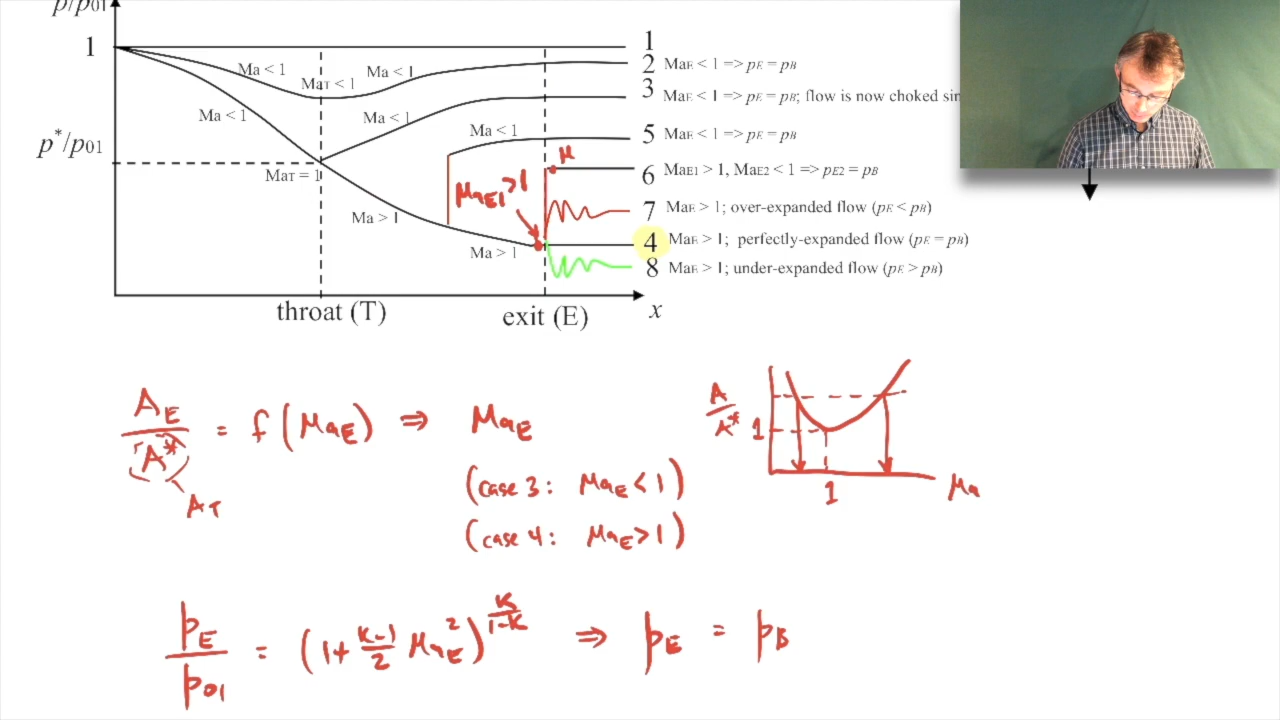 p/p01
1
p*/p01
Ma < 1
MaT < 1
Ma < 1
Ma < 1
Ma < 1
Ma < 1
MaT = 1
Ma > 1
Ma > 1
MaE1 > 1
1
2 MaE < 1 => pE = pB
3 MaE < 1 => pE = pB; flow is now choked sin
5 MaE < 1 => pE = pB
6 MaE1 > 1, MaE2 < 1 => pE2 = pB
7 MaE > 1; over-expanded flow (pE < pB)
4 MaE > 1; perfectly-expanded flow (pE = pB)
8 MaE > 1; under-expanded flow (pE > pB)
throat (T)
exit (E)
x
AE / A* = f (MaE) ⇒ MaE
AT
(case 3: MaE < 1)
(case 4: MaE > 1)
A / A*
1
1
Ma
pE / p01 = (1 + k-1/2 MaE²)^(k/1-k) ⇒ pE = pB